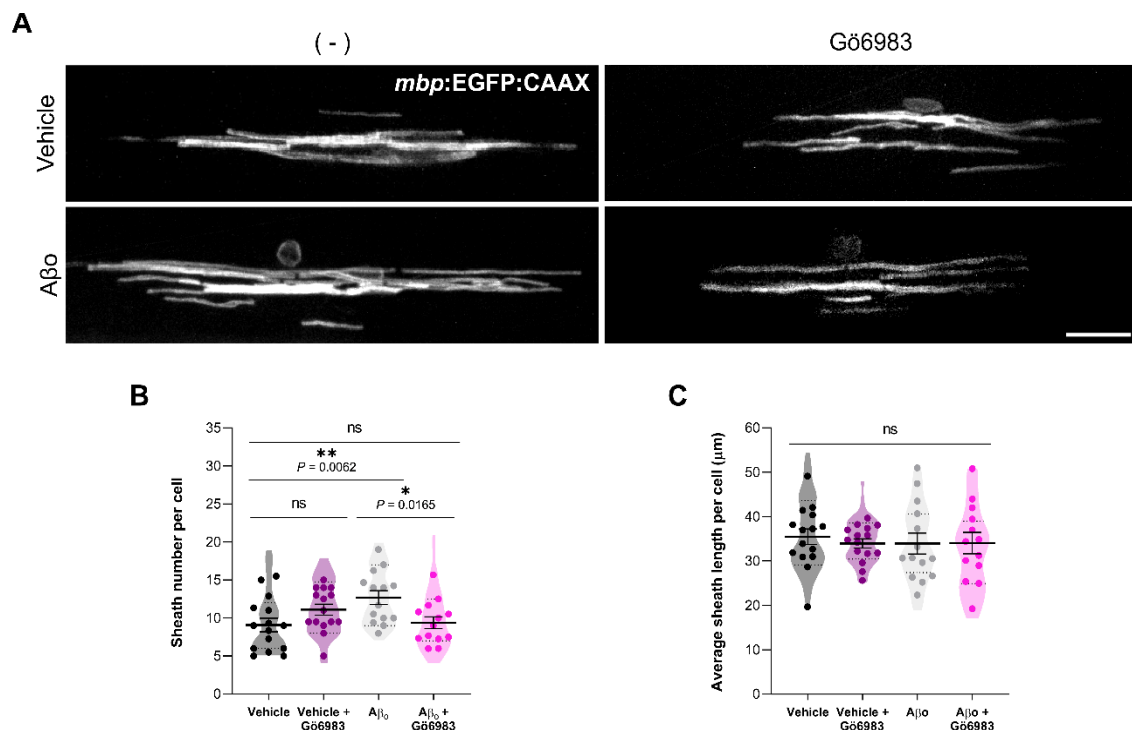 A
( - )
Gö6983
Vehicle
mbp:EGFP:CAAX
Aβo
B
Sheath number per cell
35
30
25
20
15
10
5
0
ns
**
P = 0.0062
*
P = 0.0165
ns
Vehicle
Vehicle +
Gö6983
Aβo
Aβo +
Gö6983
C
Average sheath length per cell (μm)
60
50
40
30
20
10
0
ns
Vehicle
Vehicle +
Gö6983
Aβo
Aβo +
Gö6983